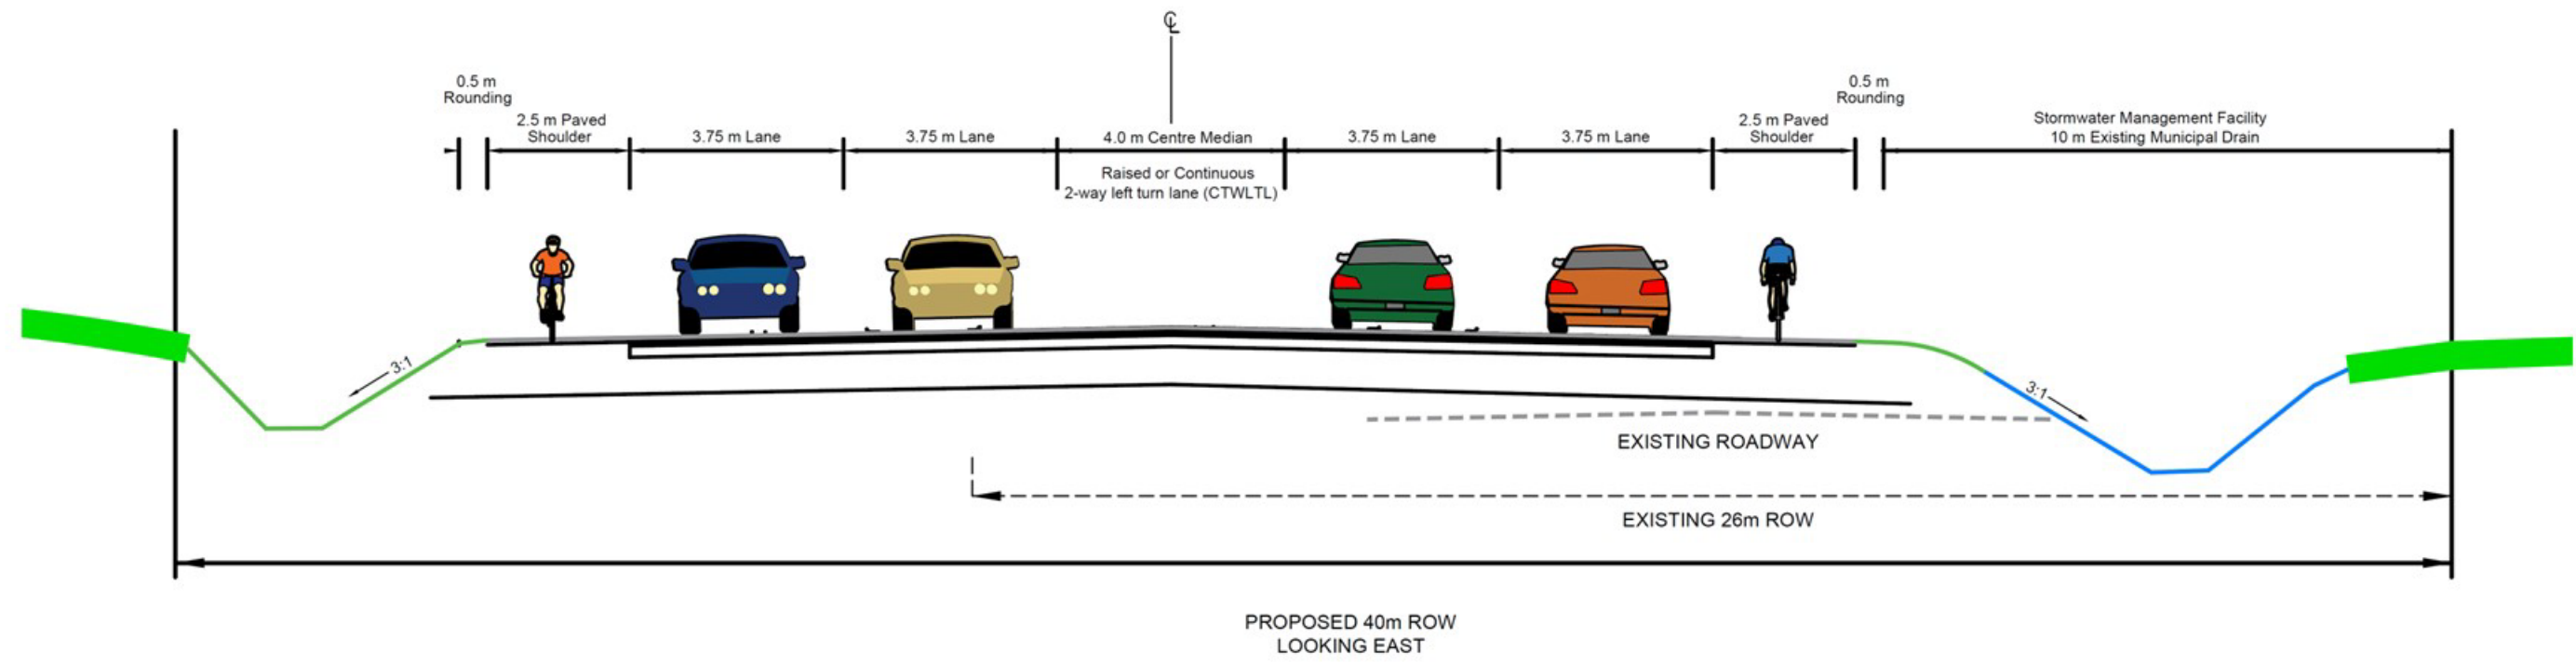 ℄
0.5 m
Rounding
2.5 m Paved
Shoulder
3.75 m Lane
3.75 m Lane
4.0 m Centre Median
Raised or Continuous
2-way left turn lane (CTWLTL)
3.75 m Lane
3.75 m Lane
2.5 m Paved
Shoulder
0.5 m
Rounding
Stormwater Management Facility
10 m Existing Municipal Drain
3:1
3:1
EXISTING ROADWAY
EXISTING 26m ROW
PROPOSED 40m ROW
LOOKING EAST